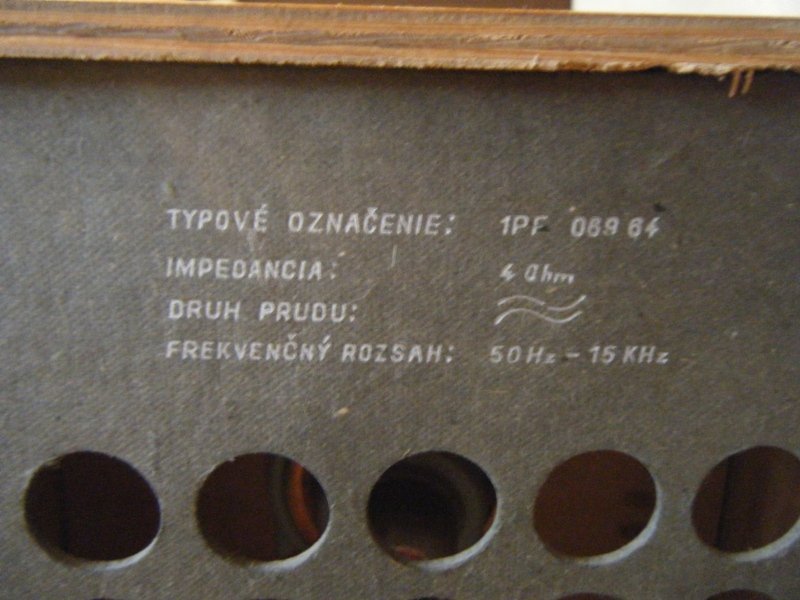 TYPOVÉ OZNAČENIE: 1PF 069 64
IMPEDANCIA: 4 Ohm
DRUH PRUDU: ≈
FREKVENČNÝ ROZSAH: 50 Hz – 15 KHz